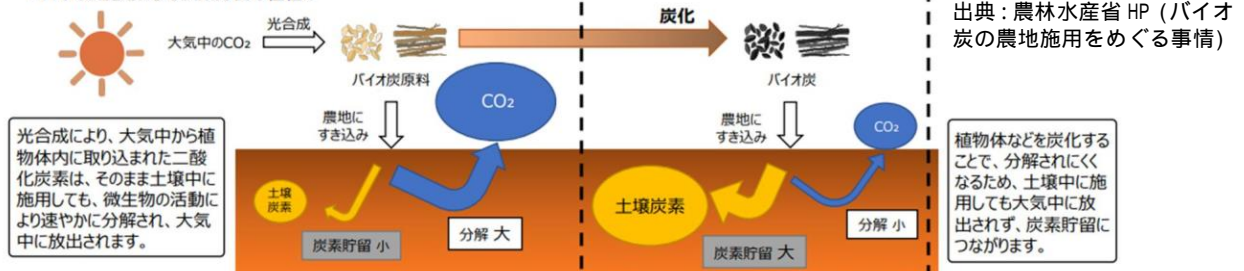 出典：農林水産省 HP (バイオ
炭の農地施用をめぐる事情)
大気中のCO₂
光合成
炭化
バイオ炭原料
バイオ炭
農地に
すき込み
CO₂
農地に
すき込み
CO₂
光合成により、大気中から植
物体内に取り込まれた二酸
化炭素は、そのまま土壌中に
施用しても、微生物の活動に
より速やかに分解され、大気
中に放出されます。
土壌
炭素
炭素貯留 小
分解 大
土壌炭素
炭素貯留 大
分解 小
植物体などを炭化する
ことで、分解されにくく
なるため、土壌中に施
用しても大気中に放
出されず、炭素貯留に
つながります。